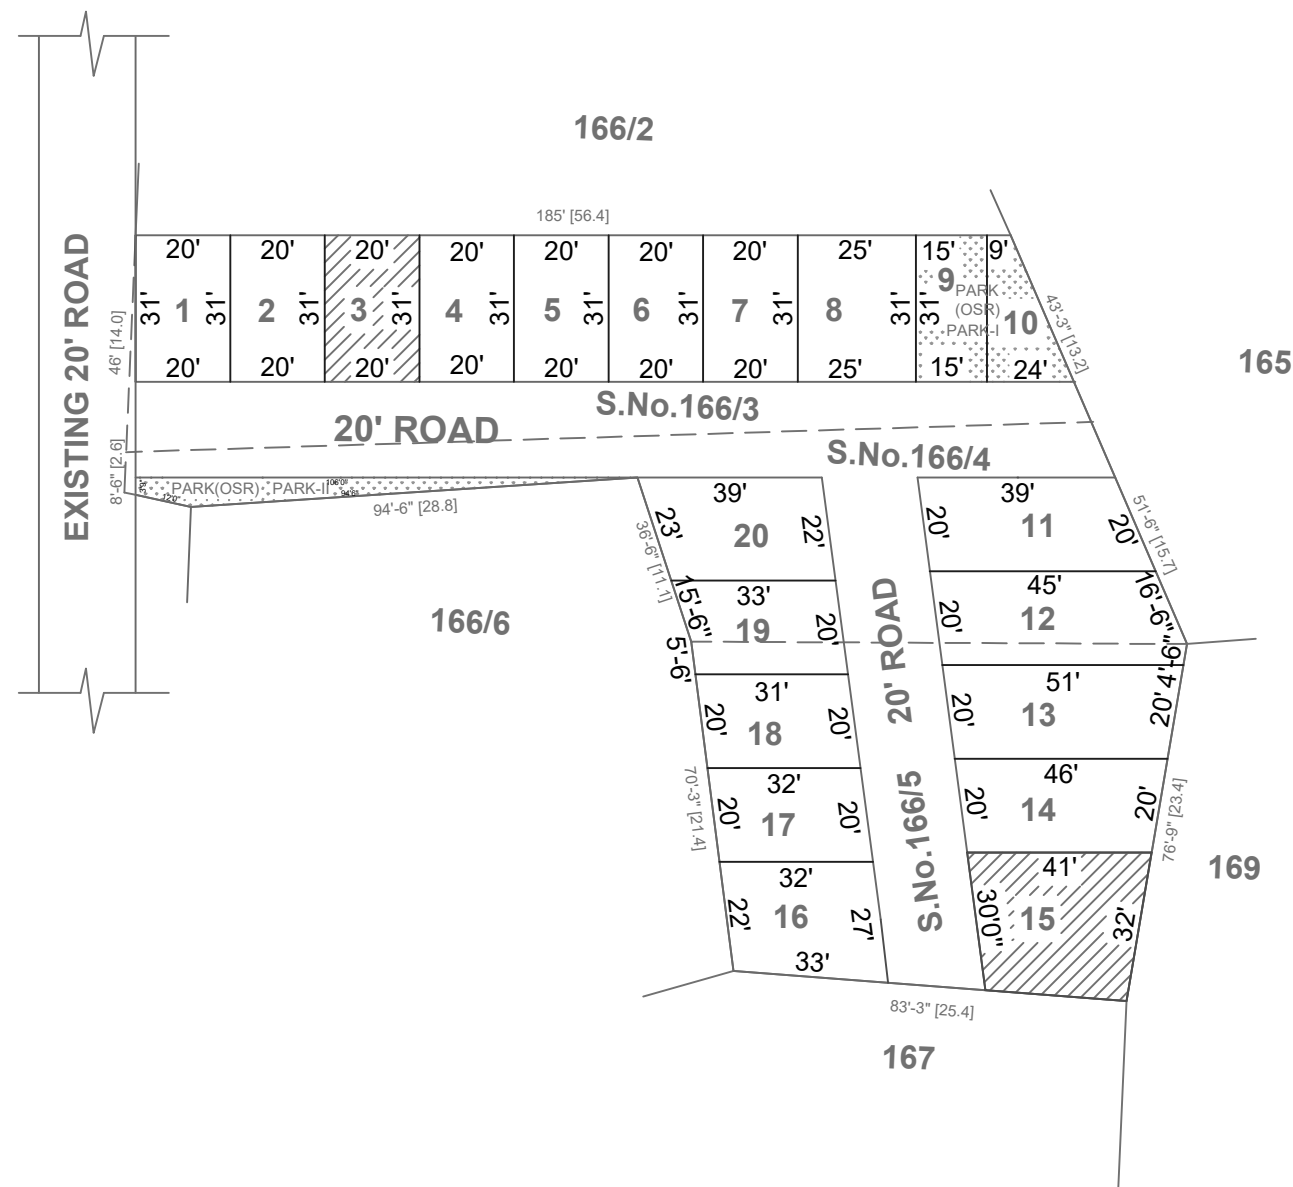 166/2
185' [56.4]
EXISTING 20' ROAD
46' [14.0]
8'-6" [2.6]
20' 20' 20' 20' 20' 20' 20' 25' 15' 9'
31' 1 31' 2 31' 3 31' 4 31' 5 31' 6 31' 7 31' 8 31' 31' 9 10
PARK
(OSR)
PARK-I
20' 20' 20' 20' 20' 20' 20' 25' 15' 24'
43'-3" [13.2]
165
S.No.166/3
20' ROAD
S.No.166/4
PARK(OSR) PARK-II
106'0"
94'6"
12'0"
94'-6" [28.8]
39'
23' 20 22'
36'-6" [11.1]
39'
20' 11 20'
51'-6" [15.7]
33'
15'-6" 19 20'
5'-6'
45'
20' 12 16'-6"
4'-6"
166/6
20' ROAD
31'
20' 18 20'
51'
20' 13 20'
32'
20' 17 20'
70'-3" [21.4]
46'
20' 14 20'
76'-9" [23.4]
S.No.166/5
32'
22' 16 27'
33'
41'
30'0" 15 32'
169
83'-3" [25.4]
167